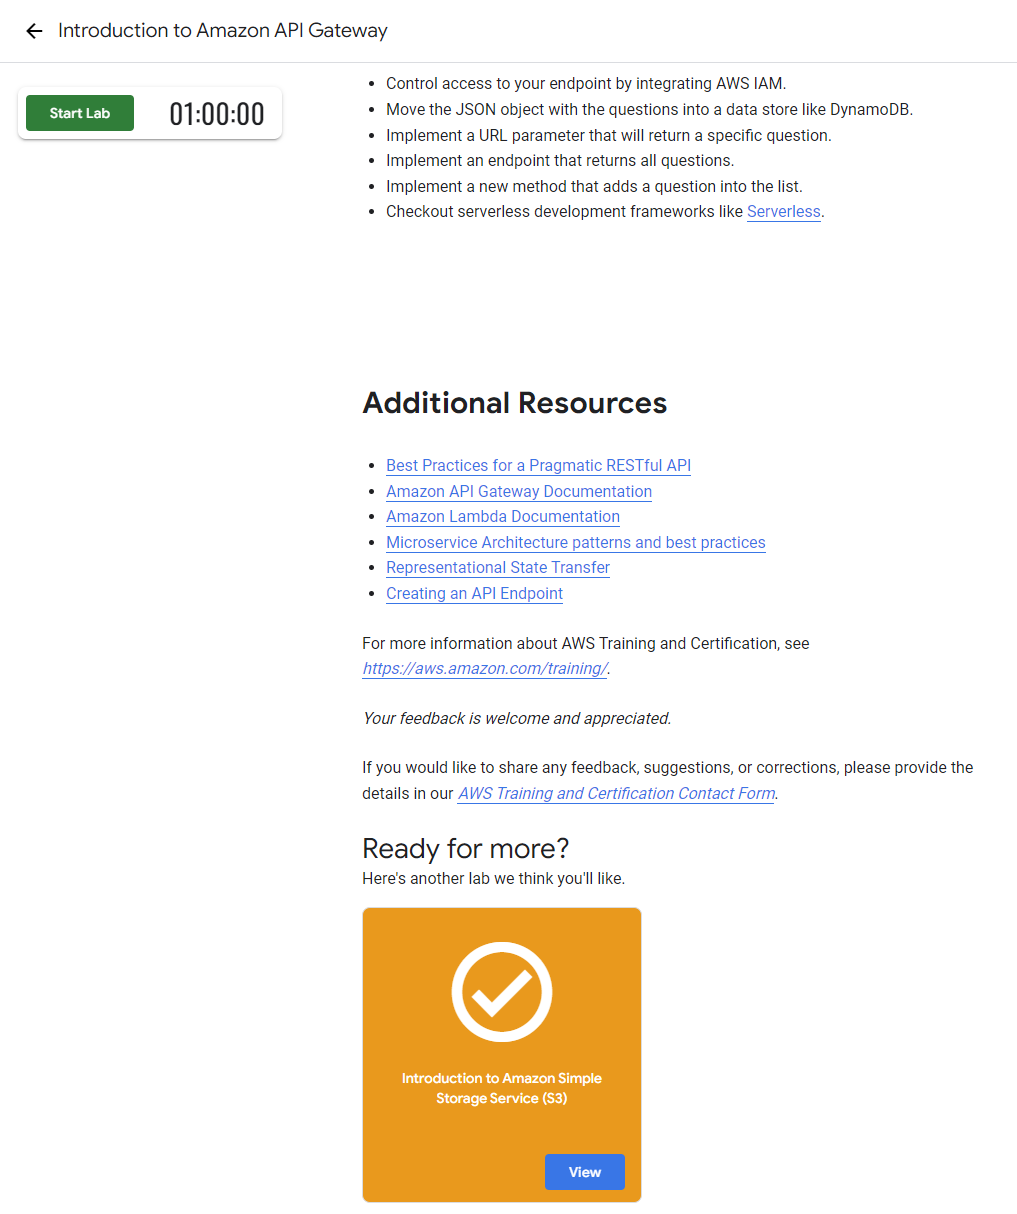 Introduction to Amazon API Gateway
Start Lab
01:00:00
Control access to your endpoint by integrating AWS IAM.
Move the JSON object with the questions into a data store like DynamoDB.
Implement a URL parameter that will return a specific question.
Implement an endpoint that returns all questions.
Implement a new method that adds a question into the list.
Checkout serverless development frameworks like Serverless.
Additional Resources
Best Practices for a Pragmatic RESTful API
Amazon API Gateway Documentation
Amazon Lambda Documentation
Microservice Architecture patterns and best practices
Representational State Transfer
Creating an API Endpoint
For more information about AWS Training and Certification, see
https://aws.amazon.com/training/.
Your feedback is welcome and appreciated.
If you would like to share any feedback, suggestions, or corrections, please provide the
details in our AWS Training and Certification Contact Form.
Ready for more?
Here's another lab we think you'll like.
Introduction to Amazon Simple
Storage Service (S3)
View